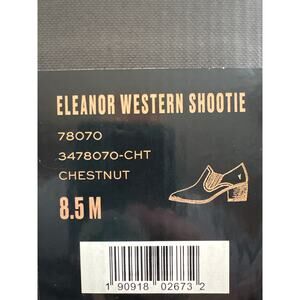 ELEANOR WESTERN SHOOTIE
78070
3478070-CHT
CHESTNUT
8.5 M
1 90918 02673 2